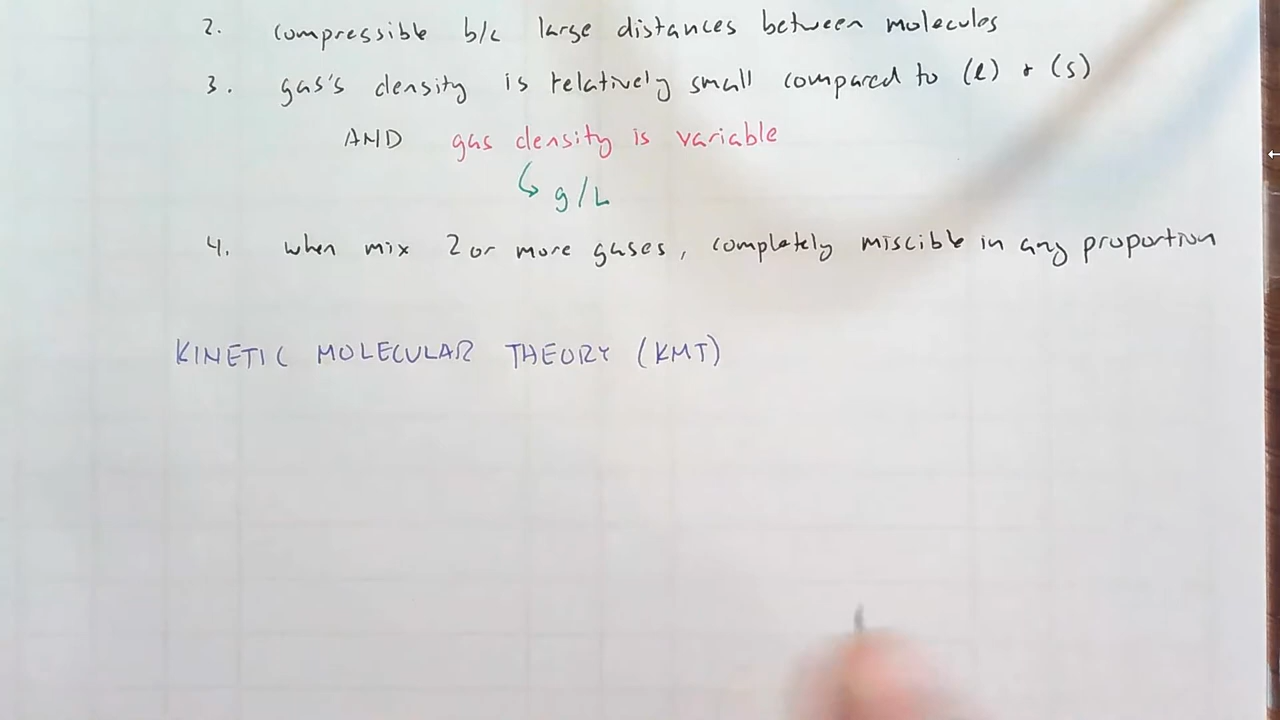 2. compressible b/c large distances between molecules
3. gas's density is relatively small compared to (l) + (s)
AND gas density is variable
↳ g/L
4. when mix 2 or more gases, completely miscible in any proportion
KINETIC MOLECULAR THEORY (KMT)